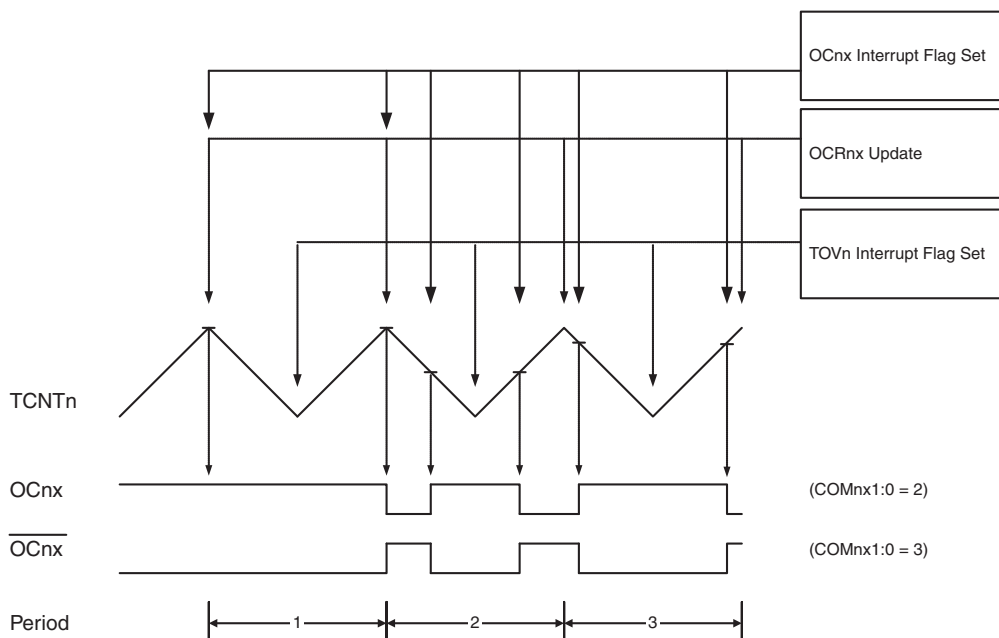 OCnx Interrupt Flag Set
OCRnx Update
TOVn Interrupt Flag Set
TCNTn
OCnx
(COMnx1:0 = 2)
OCnx
(COMnx1:0 = 3)
Period
1
2
3